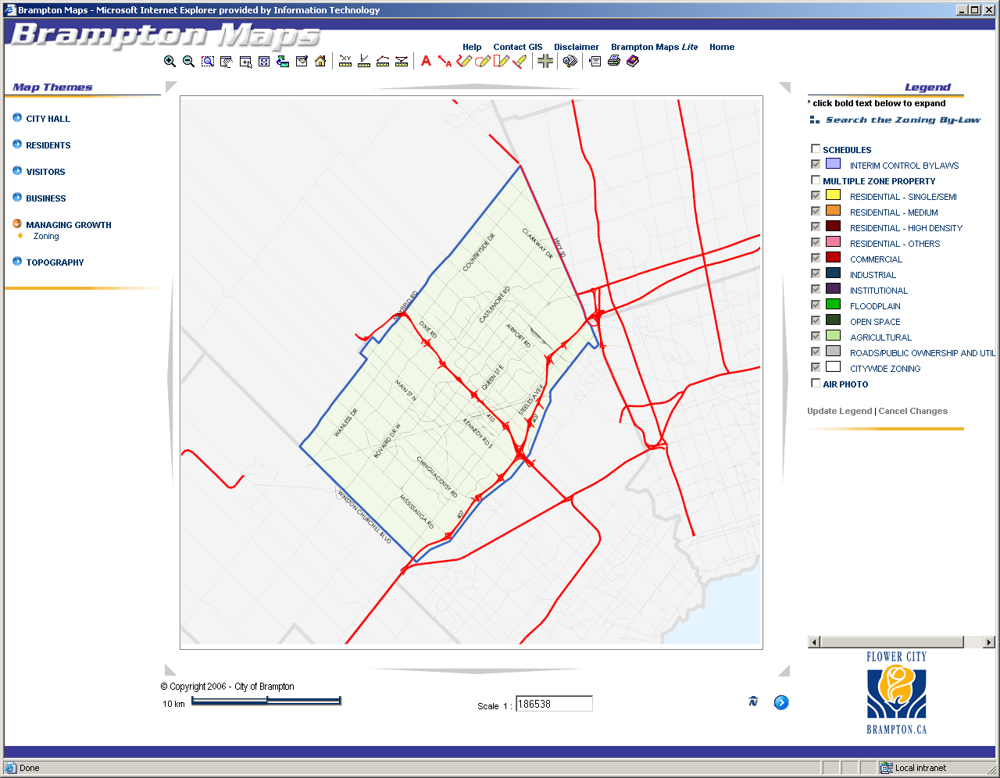 Brampton Maps - Microsoft Internet Explorer provided by Information Technology
Brampton Maps
Help Contact GIS Disclaimer Brampton Maps Lite Home
XY
A
A
Map Themes
CITY HALL
RESIDENTS
VISITORS
BUSINESS
MANAGING GROWTH
Zoning
TOPOGRAPHY
COUNTRYSIDE DR
CLARKWAY DR
HWY 50
CASTLEMORE RD
DIXIE RD
AIRPORT RD
QUEEN ST E
MAIN ST N
STEELES AVE E
WANLESS DR
410
407
KENNEDY RD S
BOVAIRD DR W
CHINGUACOUSY RD
MISSISSAUGA RD
407
WINSTON CHURCHILL BLVD
Legend
* click bold text below to expand
Search the Zoning By-Law
SCHEDULES
INTERIM CONTROL BYLAWS
MULTIPLE ZONE PROPERTY
RESIDENTIAL - SINGLE/SEMI
RESIDENTIAL - MEDIUM
RESIDENTIAL - HIGH DENSITY
RESIDENTIAL - OTHERS
COMMERCIAL
INDUSTRIAL
INSTITUTIONAL
FLOODPLAIN
OPEN SPACE
AGRICULTURAL
ROADS/PUBLIC OWNERSHIP AND UTIL
CITYWIDE ZONING
AIR PHOTO
Update Legend | Cancel Changes
FLOWER CITY
BRAMPTON.CA
© Copyright 2006 - City of Brampton
10 km
Scale 1 : 186538
N
Done
Local intranet